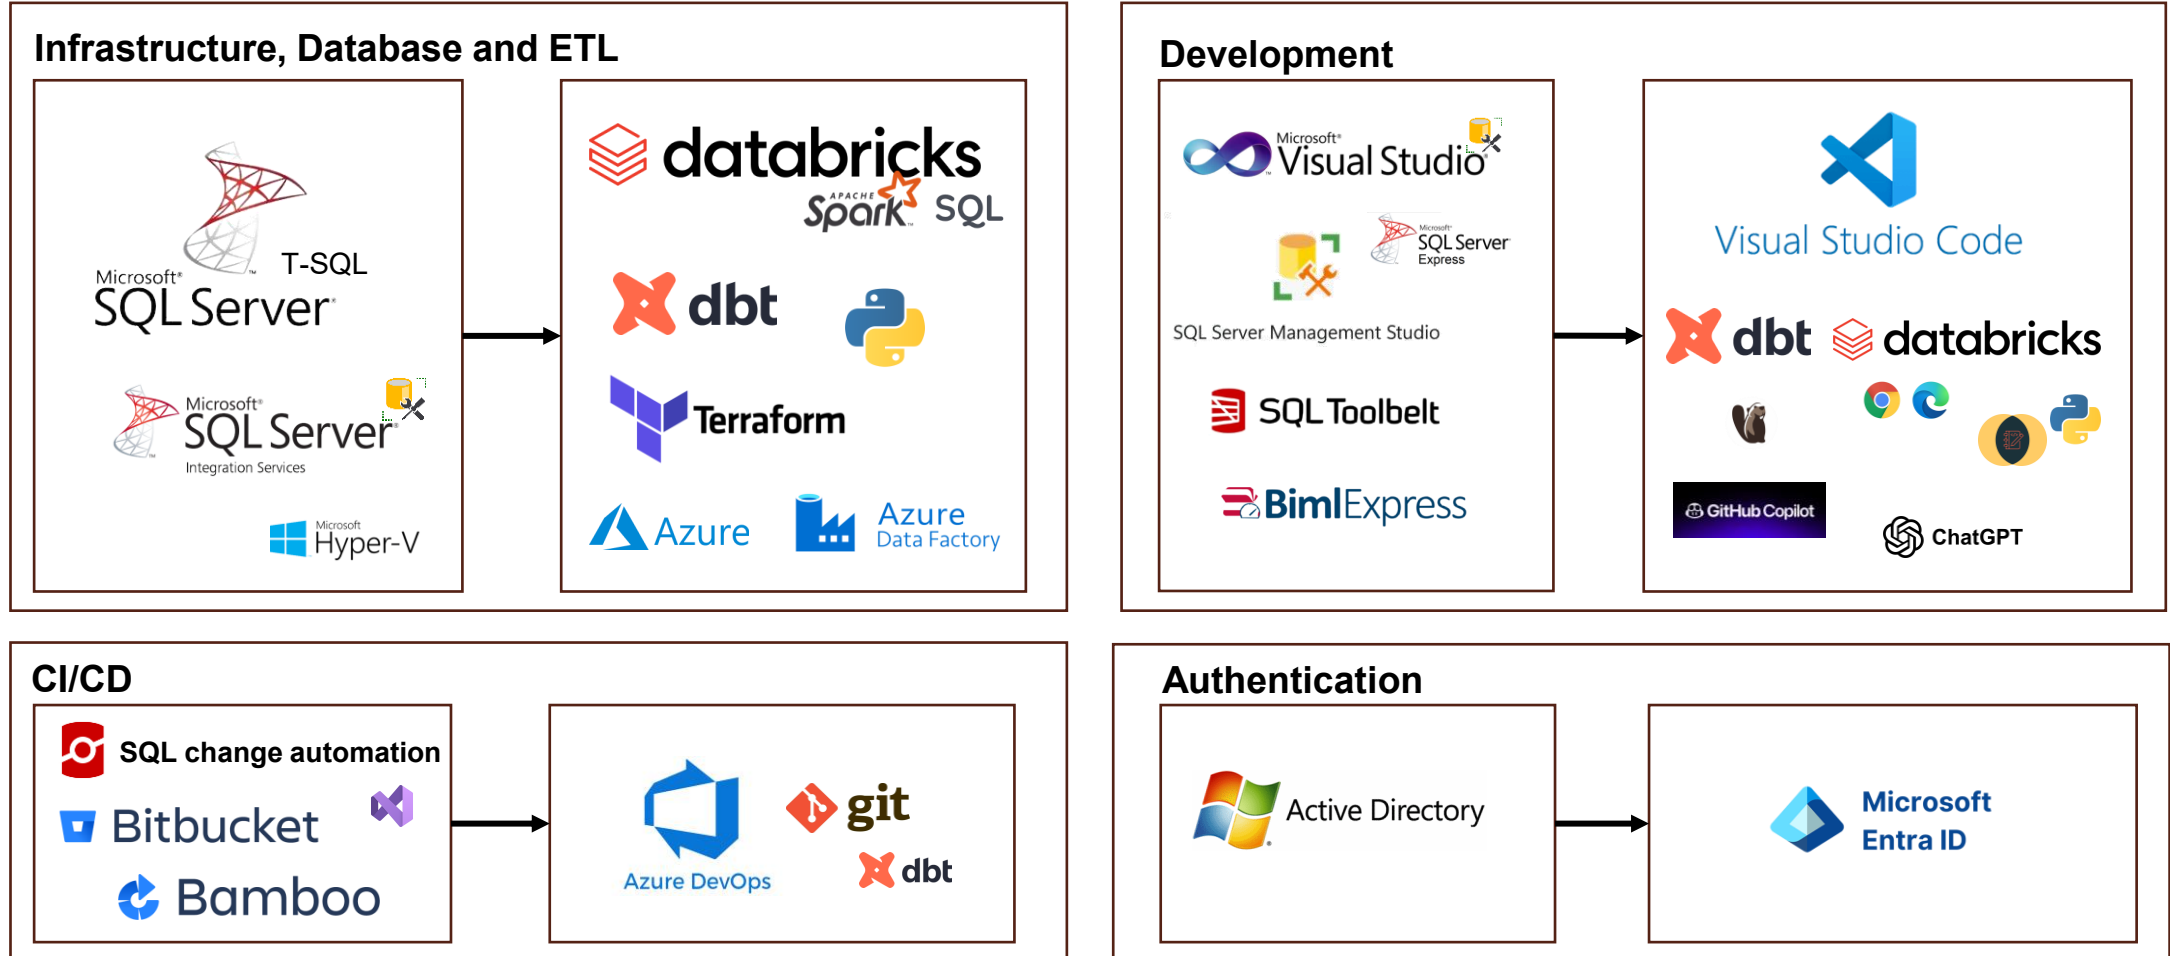 Infrastructure, Database and ETL
Microsoft®
SQL Server®
T-SQL
Microsoft®
SQL Server®
Integration Services
Microsoft
Hyper-V
databricks
APACHE
Spark™
SQL
dbt
Terraform
Azure
Azure
Data Factory
Development
Microsoft®
Visual Studio®
Microsoft®
SQL Server
Express
SQL Server Management Studio
SQL Toolbelt
BimlExpress
Visual Studio Code
dbt
databricks
GitHub Copilot
ChatGPT
CI/CD
SQL change automation
Bitbucket
Bamboo
Azure DevOps
git
dbt
Authentication
Active Directory
Microsoft
Entra ID